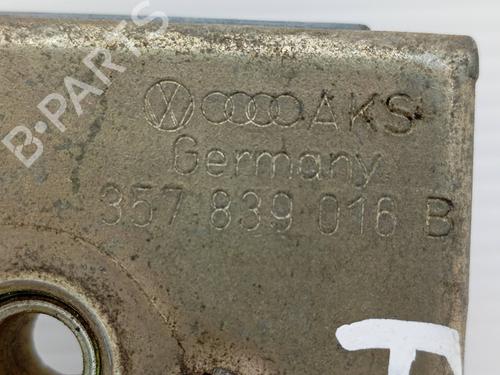 B-PARTS
AKS
Germany
357 839 016 B